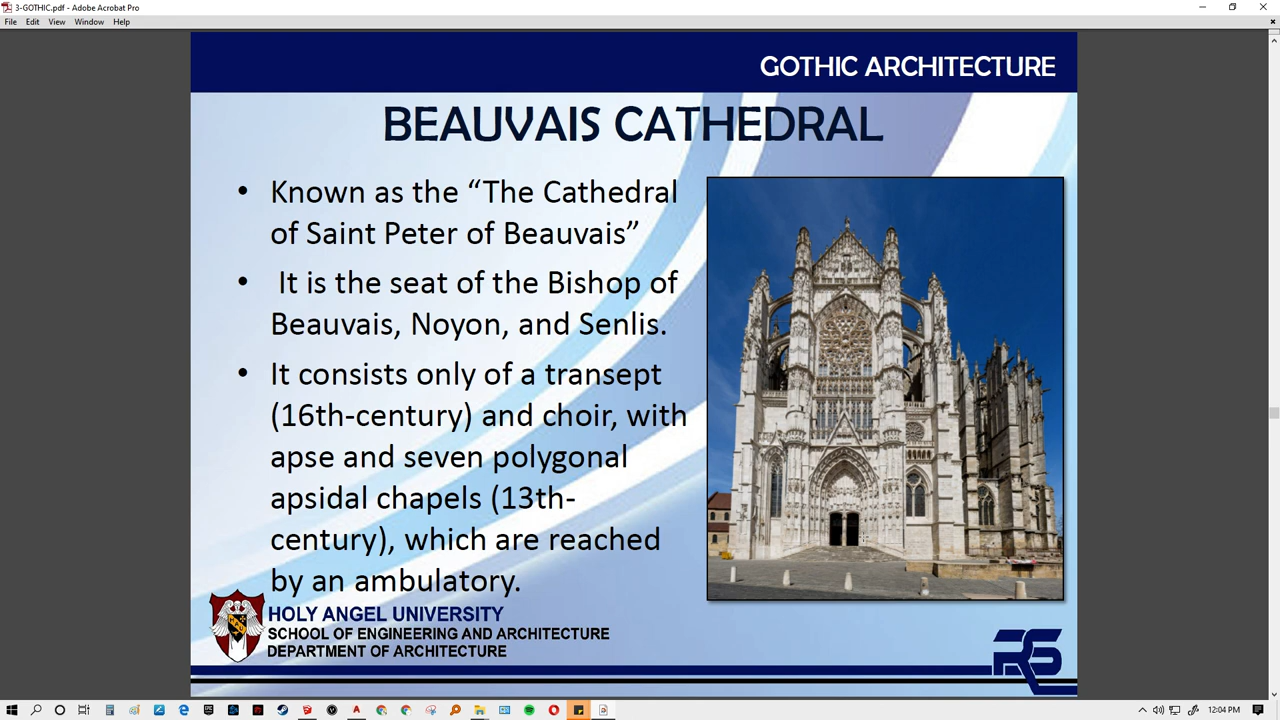 3-GOTHIC.pdf - Adobe Acrobat Pro
File Edit View Window Help
GOTHIC ARCHITECTURE
BEAUVAIS CATHEDRAL
• Known as the “The Cathedral
of Saint Peter of Beauvais”
• It is the seat of the Bishop of
Beauvais, Noyon, and Senlis.
• It consists only of a transept
(16th-century) and choir, with
apse and seven polygonal
apsidal chapels (13th-
century), which are reached
by an ambulatory.
HOLY ANGEL UNIVERSITY
SCHOOL OF ENGINEERING AND ARCHITECTURE
DEPARTMENT OF ARCHITECTURE
12:04 PM